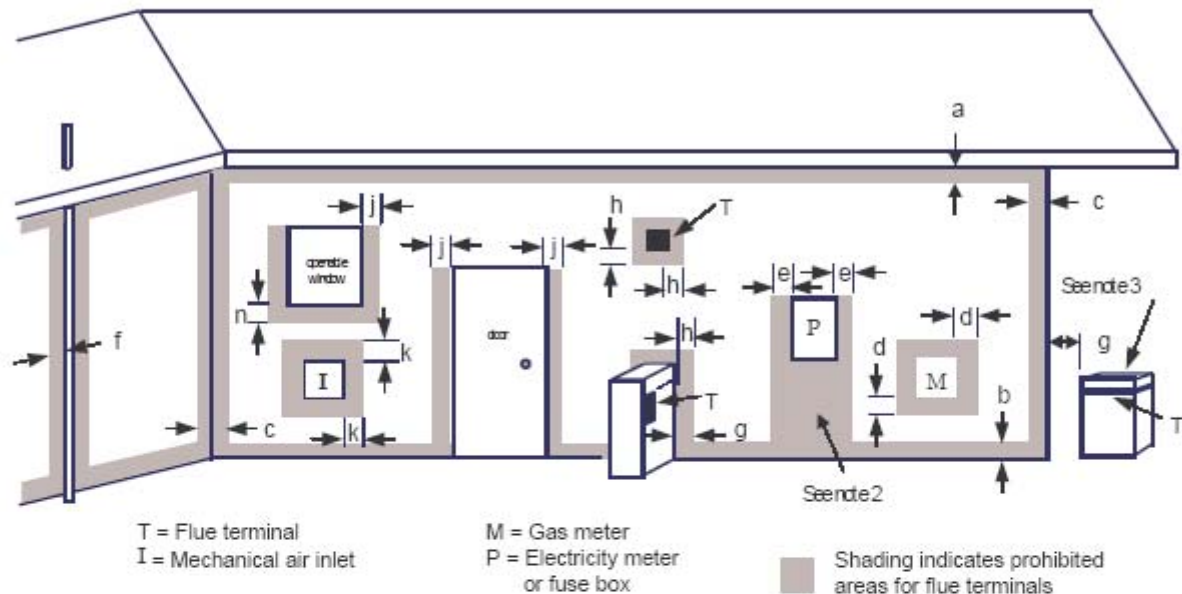 a
c
h
T
j
j
j
h
e
e
See note 3
operable
window
n
d
P
h
f
door
k
d
g
I
M
T
b
c
k
g
T
See note 2
T = Flue terminal
I = Mechanical air inlet
M = Gas meter
P = Electricity meter
or fuse box
Shading indicates prohibited
areas for flue terminals